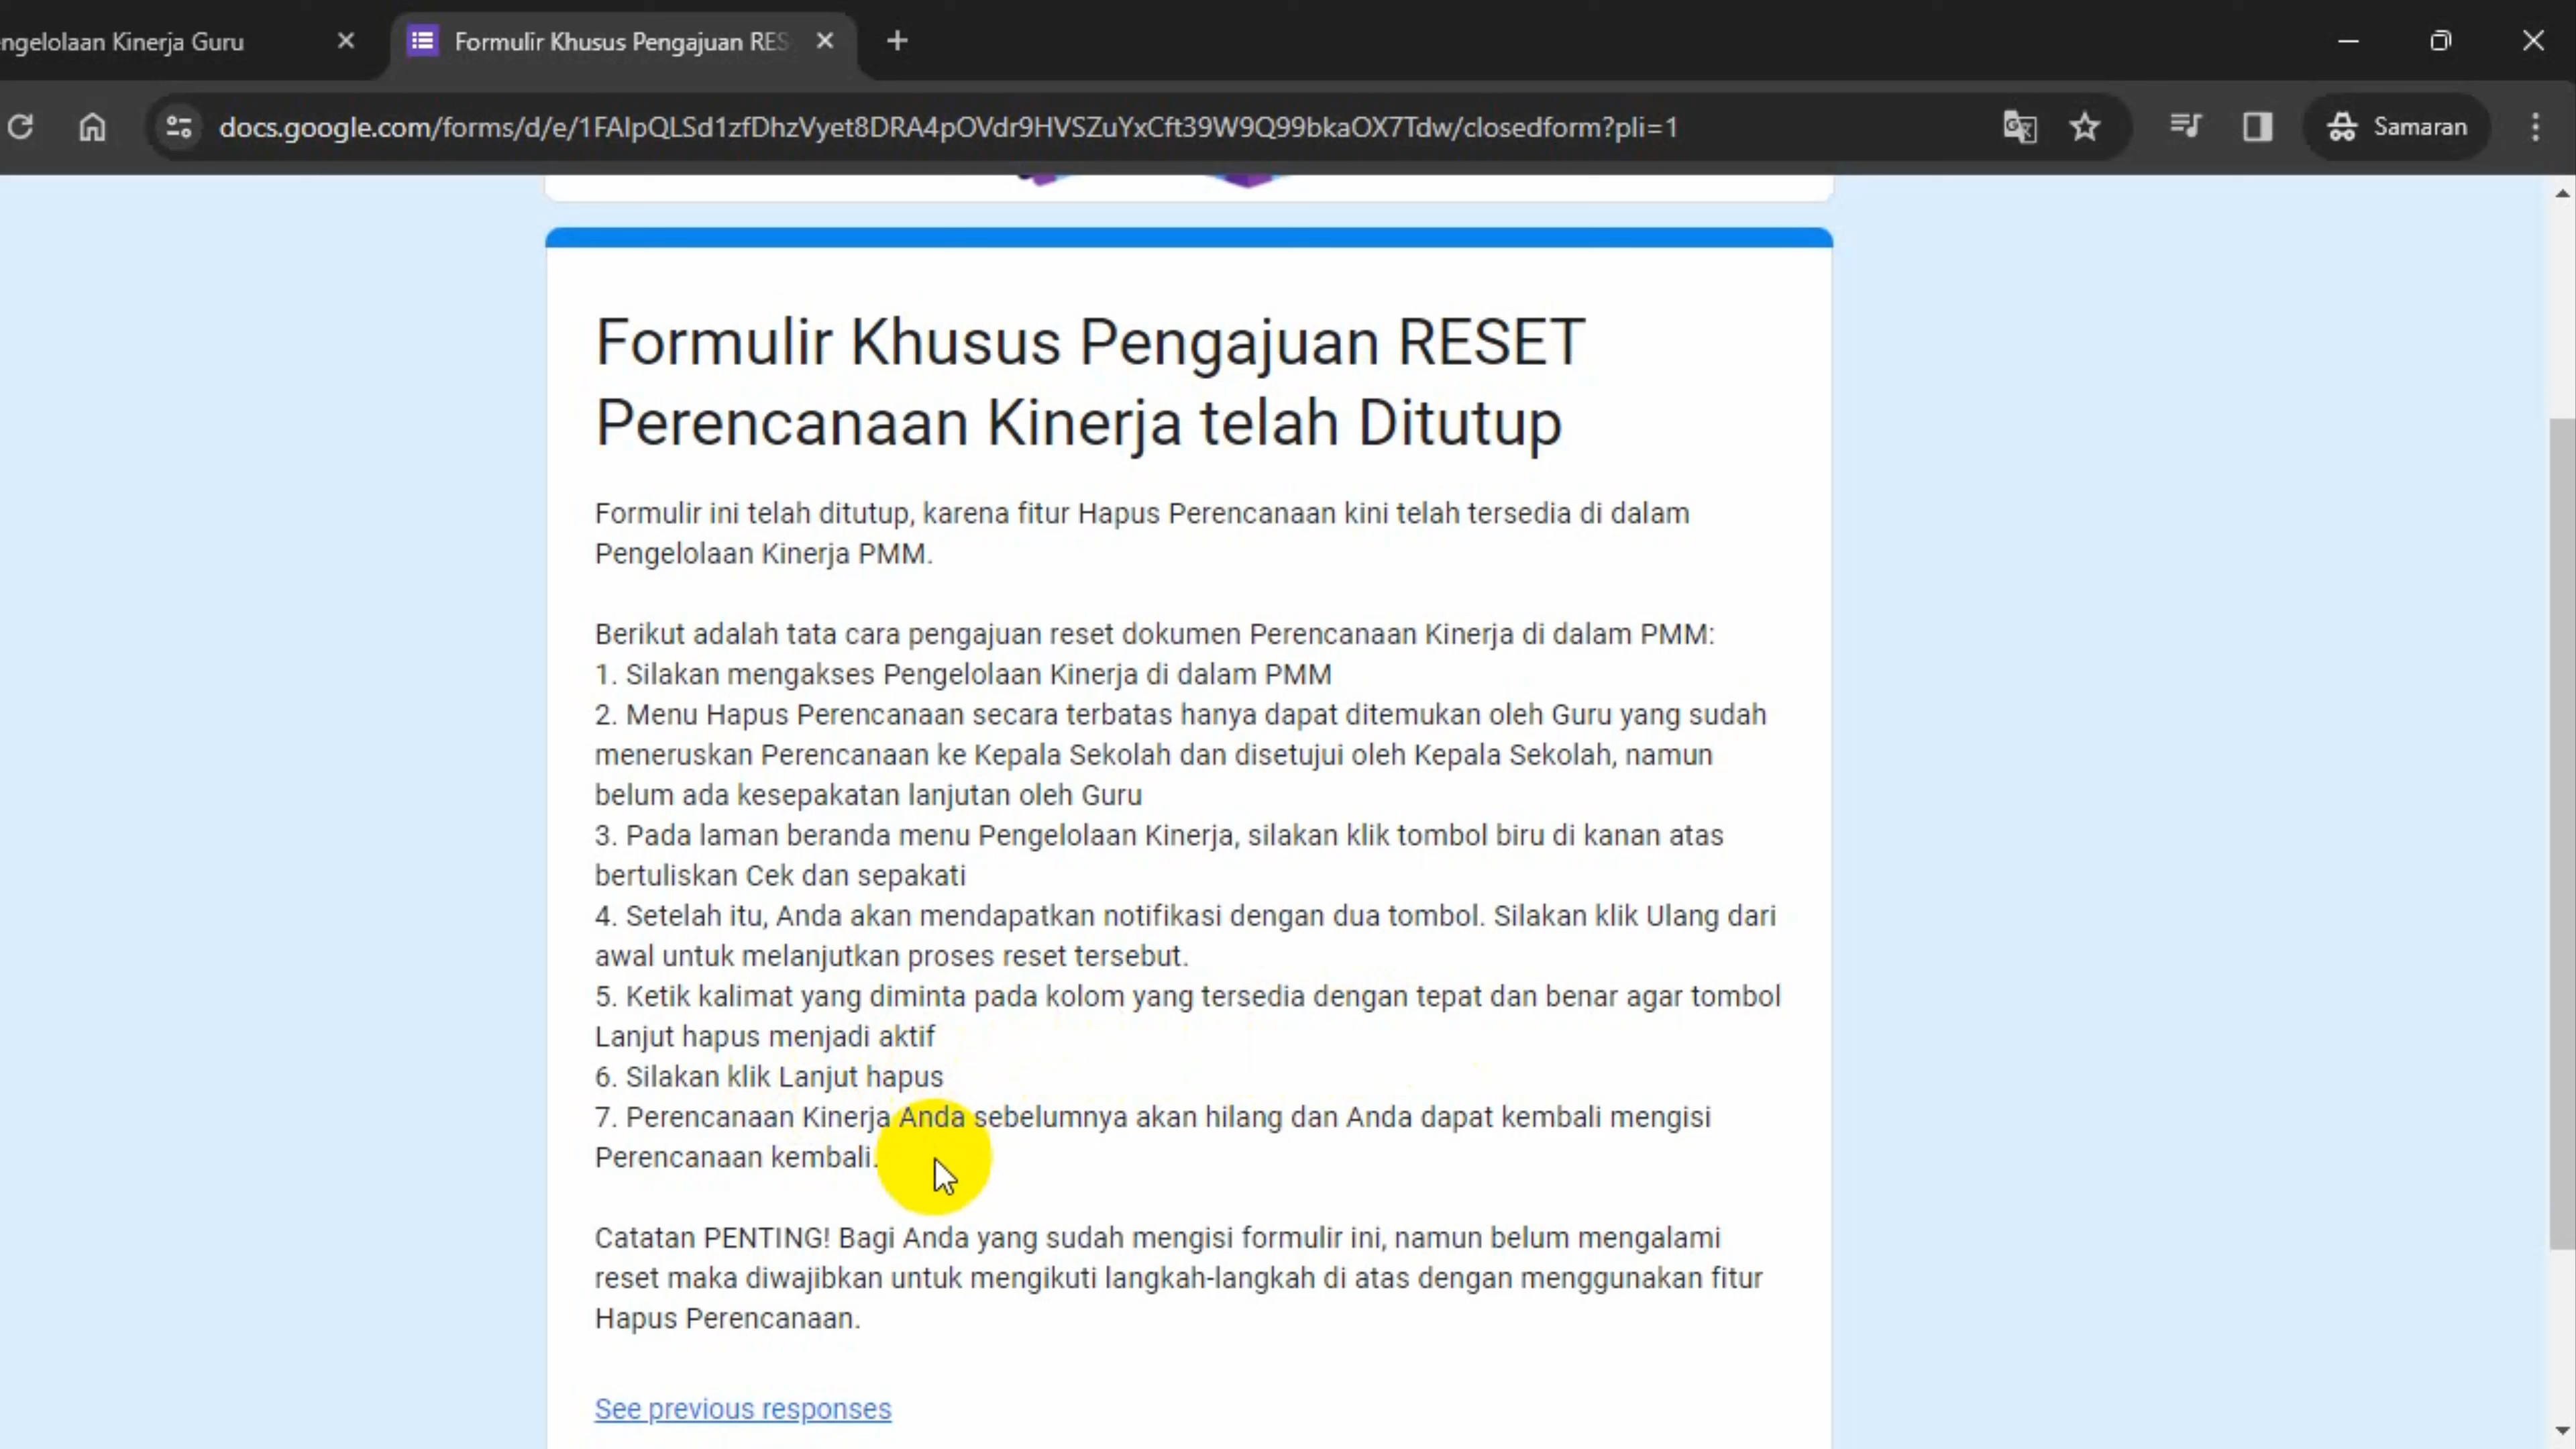 ngelolaan Kinerja Guru
Formulir Khusus Pengajuan RES
docs.google.com/forms/d/e/1FAIpQLSd1zfDhzVyet8DRA4pOVdr9HVSZuYxCft39W9Q99bkaOX7Tdw/closedform?pli=1
Samaran
Formulir Khusus Pengajuan RESET
Perencanaan Kinerja telah Ditutup
Formulir ini telah ditutup, karena fitur Hapus Perencanaan kini telah tersedia di dalam
Pengelolaan Kinerja PMM.
Berikut adalah tata cara pengajuan reset dokumen Perencanaan Kinerja di dalam PMM:
1. Silakan mengakses Pengelolaan Kinerja di dalam PMM
2. Menu Hapus Perencanaan secara terbatas hanya dapat ditemukan oleh Guru yang sudah
meneruskan Perencanaan ke Kepala Sekolah dan disetujui oleh Kepala Sekolah, namun
belum ada kesepakatan lanjutan oleh Guru
3. Pada laman beranda menu Pengelolaan Kinerja, silakan klik tombol biru di kanan atas
bertuliskan Cek dan sepakati
4. Setelah itu, Anda akan mendapatkan notifikasi dengan dua tombol. Silakan klik Ulang dari
awal untuk melanjutkan proses reset tersebut.
5. Ketik kalimat yang diminta pada kolom yang tersedia dengan tepat dan benar agar tombol
Lanjut hapus menjadi aktif
6. Silakan klik Lanjut hapus
7. Perencanaan Kinerja Anda sebelumnya akan hilang dan Anda dapat kembali mengisi
Perencanaan kembali.
Catatan PENTING! Bagi Anda yang sudah mengisi formulir ini, namun belum mengalami
reset maka diwajibkan untuk mengikuti langkah-langkah di atas dengan menggunakan fitur
Hapus Perencanaan.
See previous responses